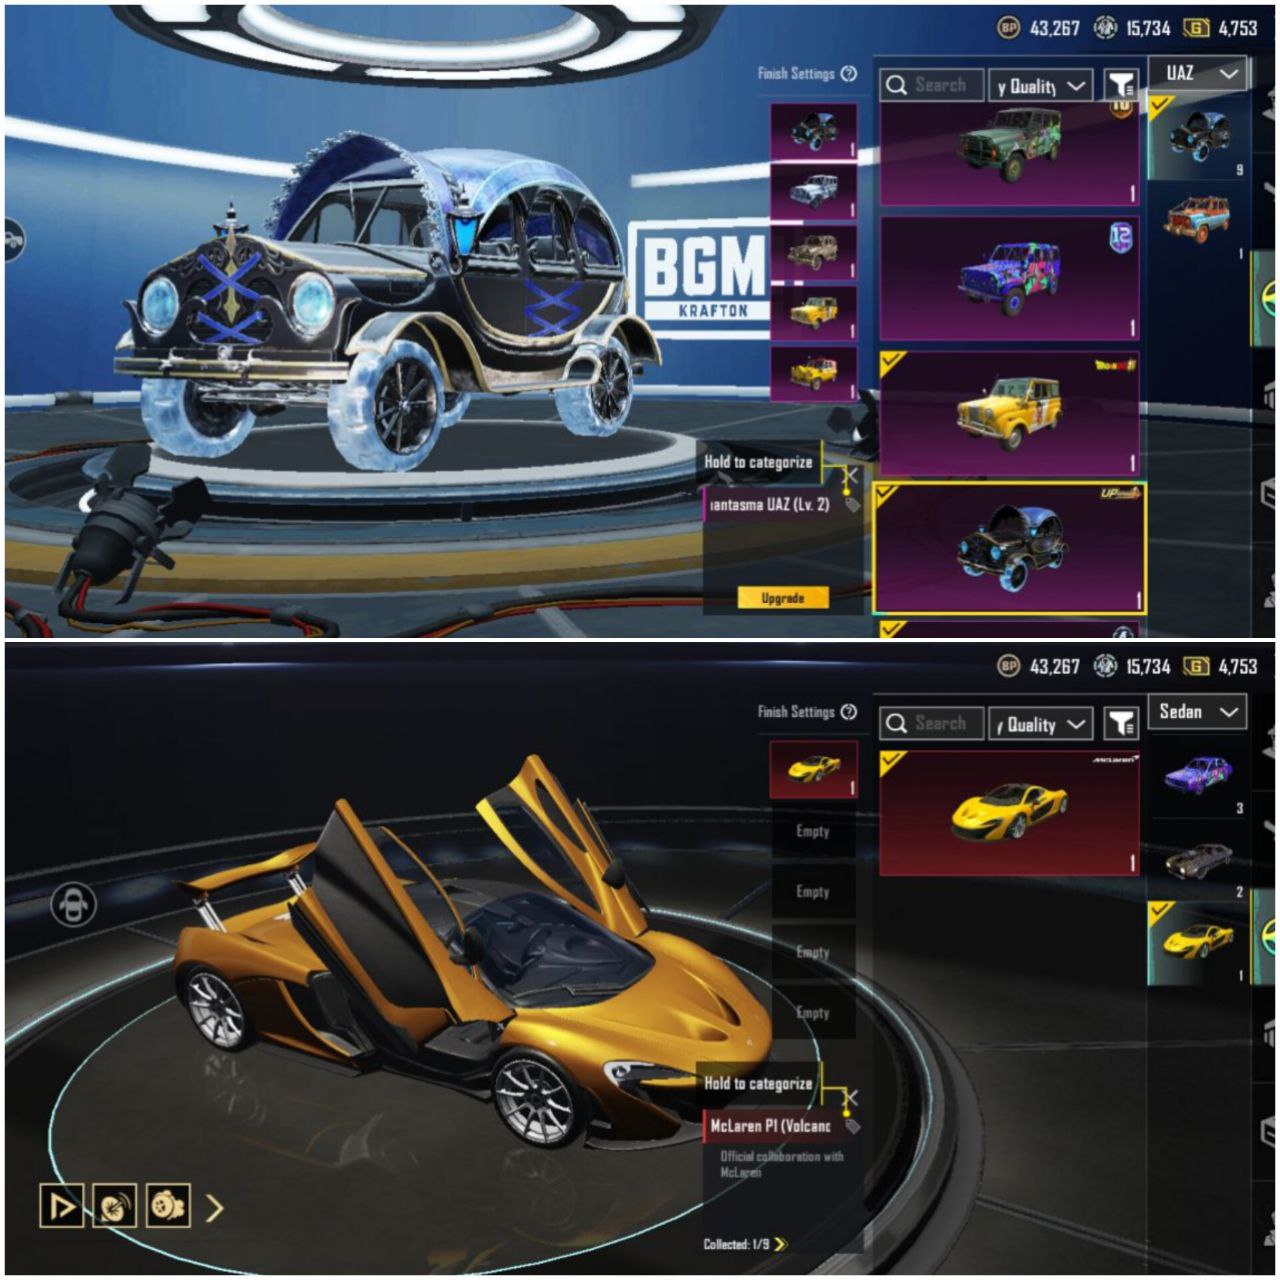 BP 43,267 15,734 G 4,753
Finish Settings ?
Search
y Quality
UAZ
1
1
1
1
1
1
12
1
1
1
9
1
BGM
KRAFTON
Hold to categorize
antasma UAZ (Lv. 2)
Upgrade
UP
BP 43,267 15,734 G 4,753
Finish Settings ?
Search
Quality
Sedan
1
Empty
Empty
Empty
Empty
McLaren
1
3
2
1
Hold to categorize
McLaren P1 (Volcanc
Official collaboration with
McLaren
Collected: 1/9